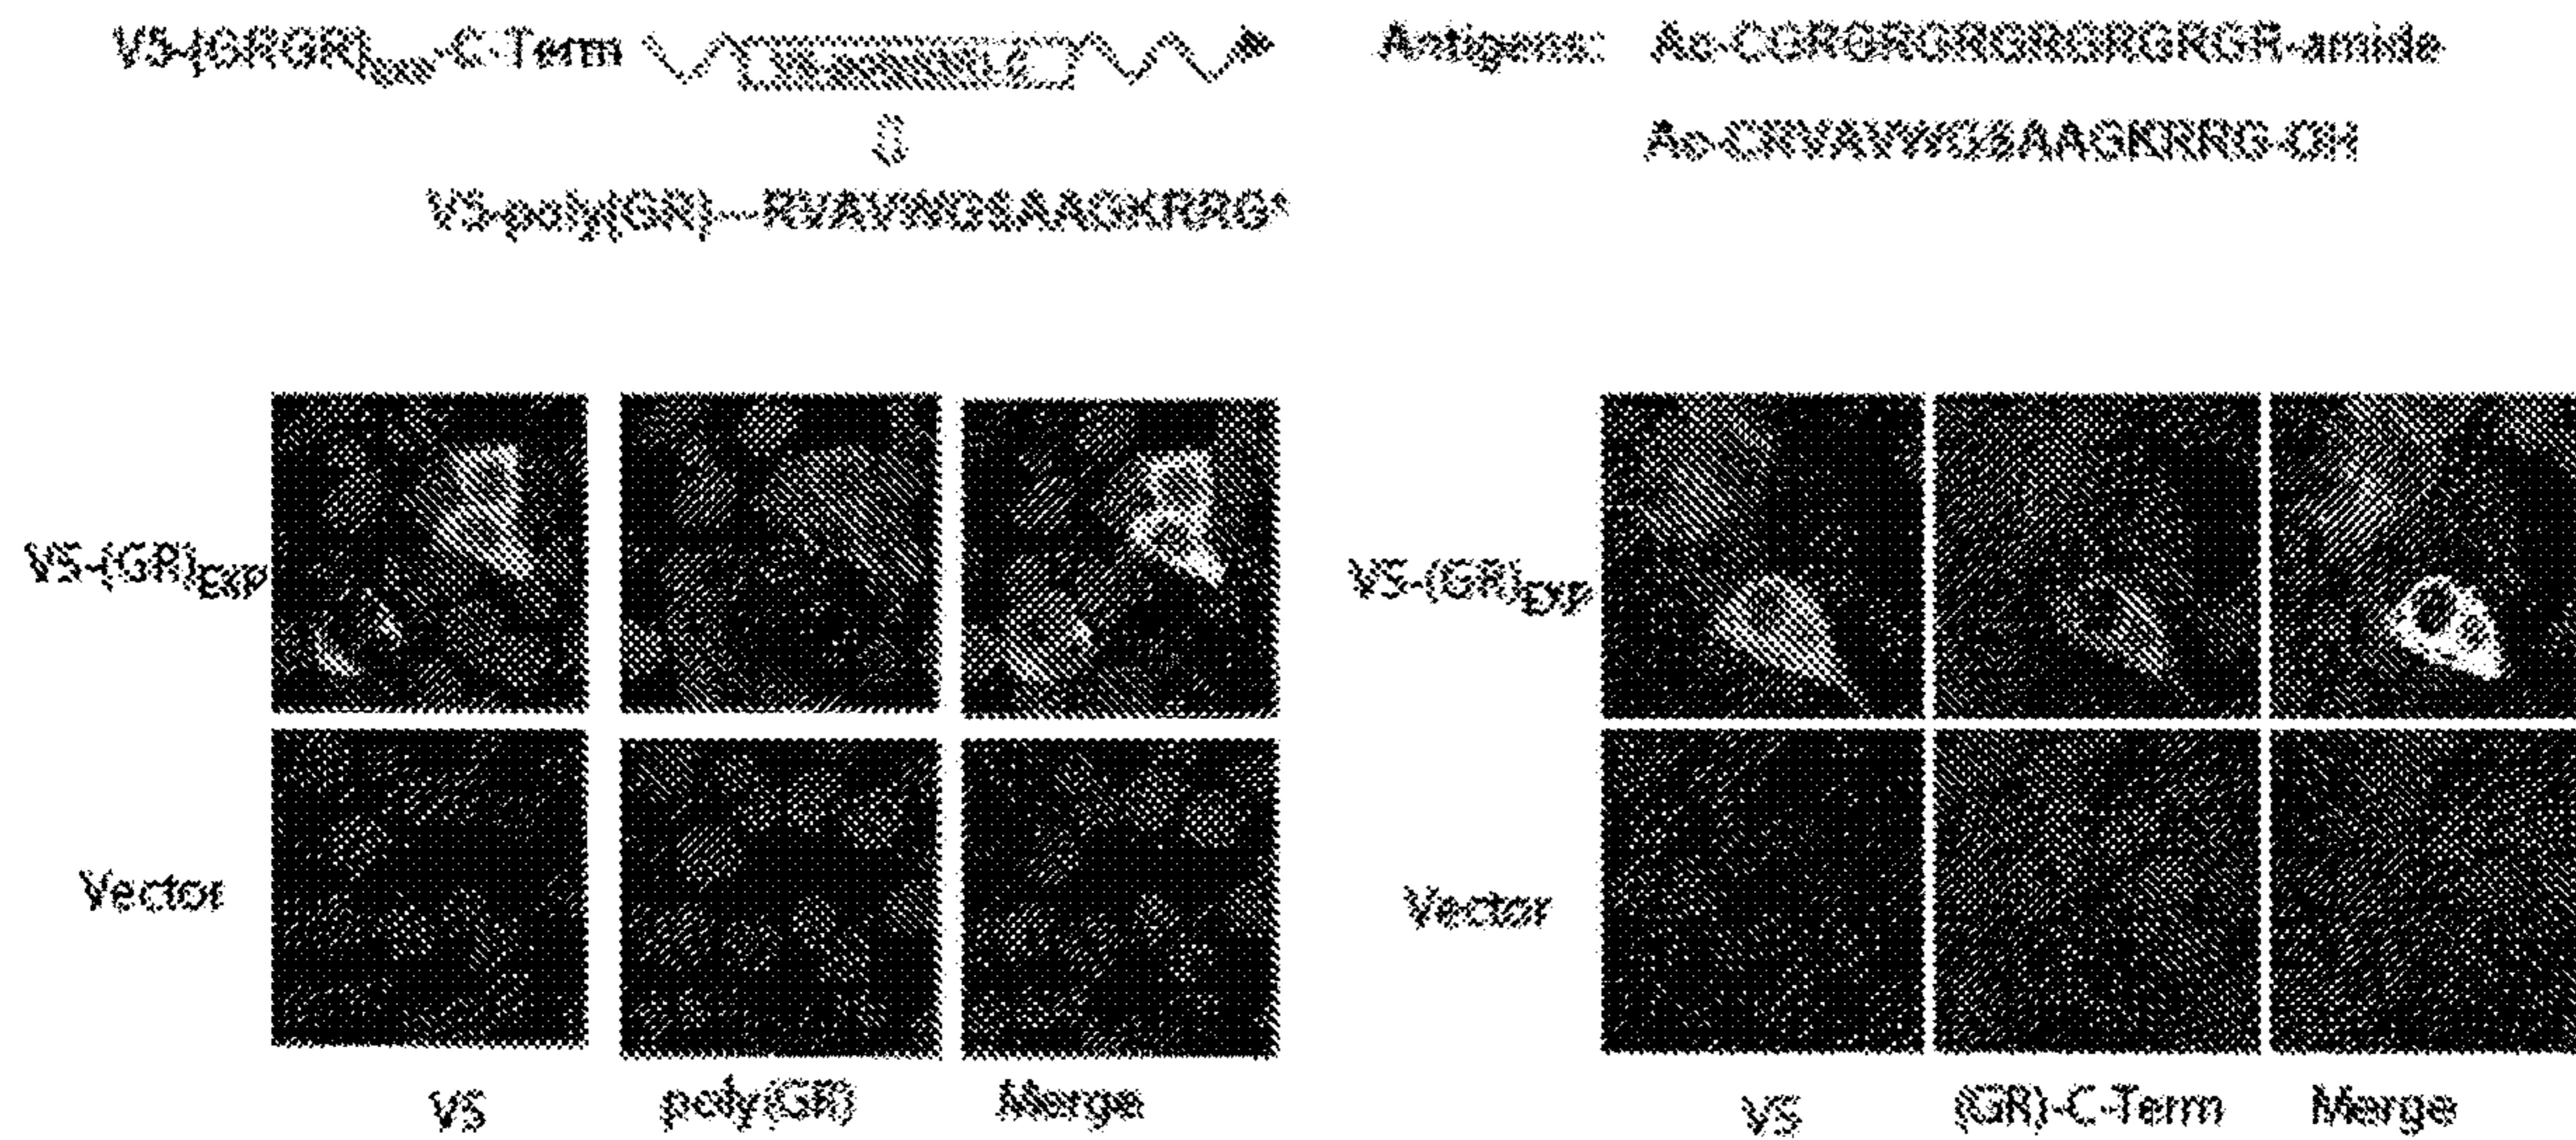 V5-(GRGR)Exp-C-Term
Antigens: Ac-CGRGRGRGRGRGRGR-amide
Ac-CRVAVWGSAAGKRRG-OH
V5-poly(GR)---RVAVWGSAAGKRRG*
V5-(GR)EXP
V5-(GR)EXP
Vector
Vector
V5 poly(GR) Merge
V5 (GR)-C-Term Merge